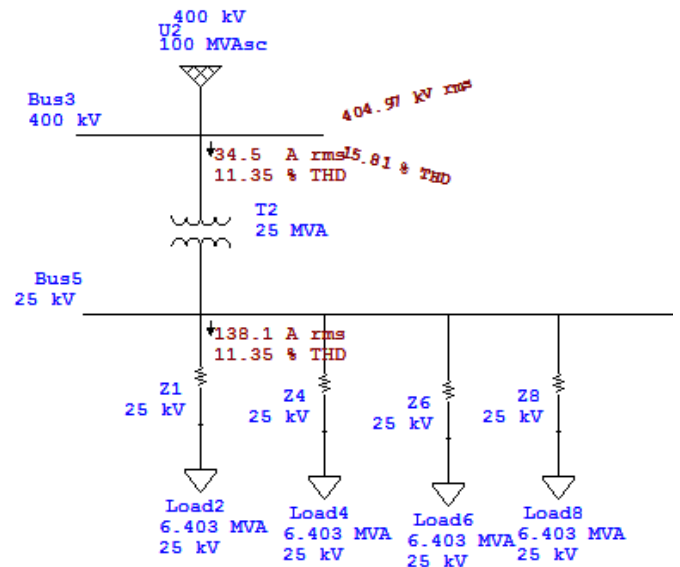 400 kV
U2
100 MVAsc
Bus3
400 kV
404.97 kV rms
15.81 % THD
34.5 A rms
11.35 % THD
T2
25 MVA
Bus5
25 kV
138.1 A rms
11.35 % THD
Z1
25 kV
Z4
25 kV
Z6
25 kV
Z8
25 kV
Load2
6.403 MVA
25 kV
Load4
6.403 MVA
25 kV
Load6
6.403 MVA
25 kV
Load8
6.403 MVA
25 kV